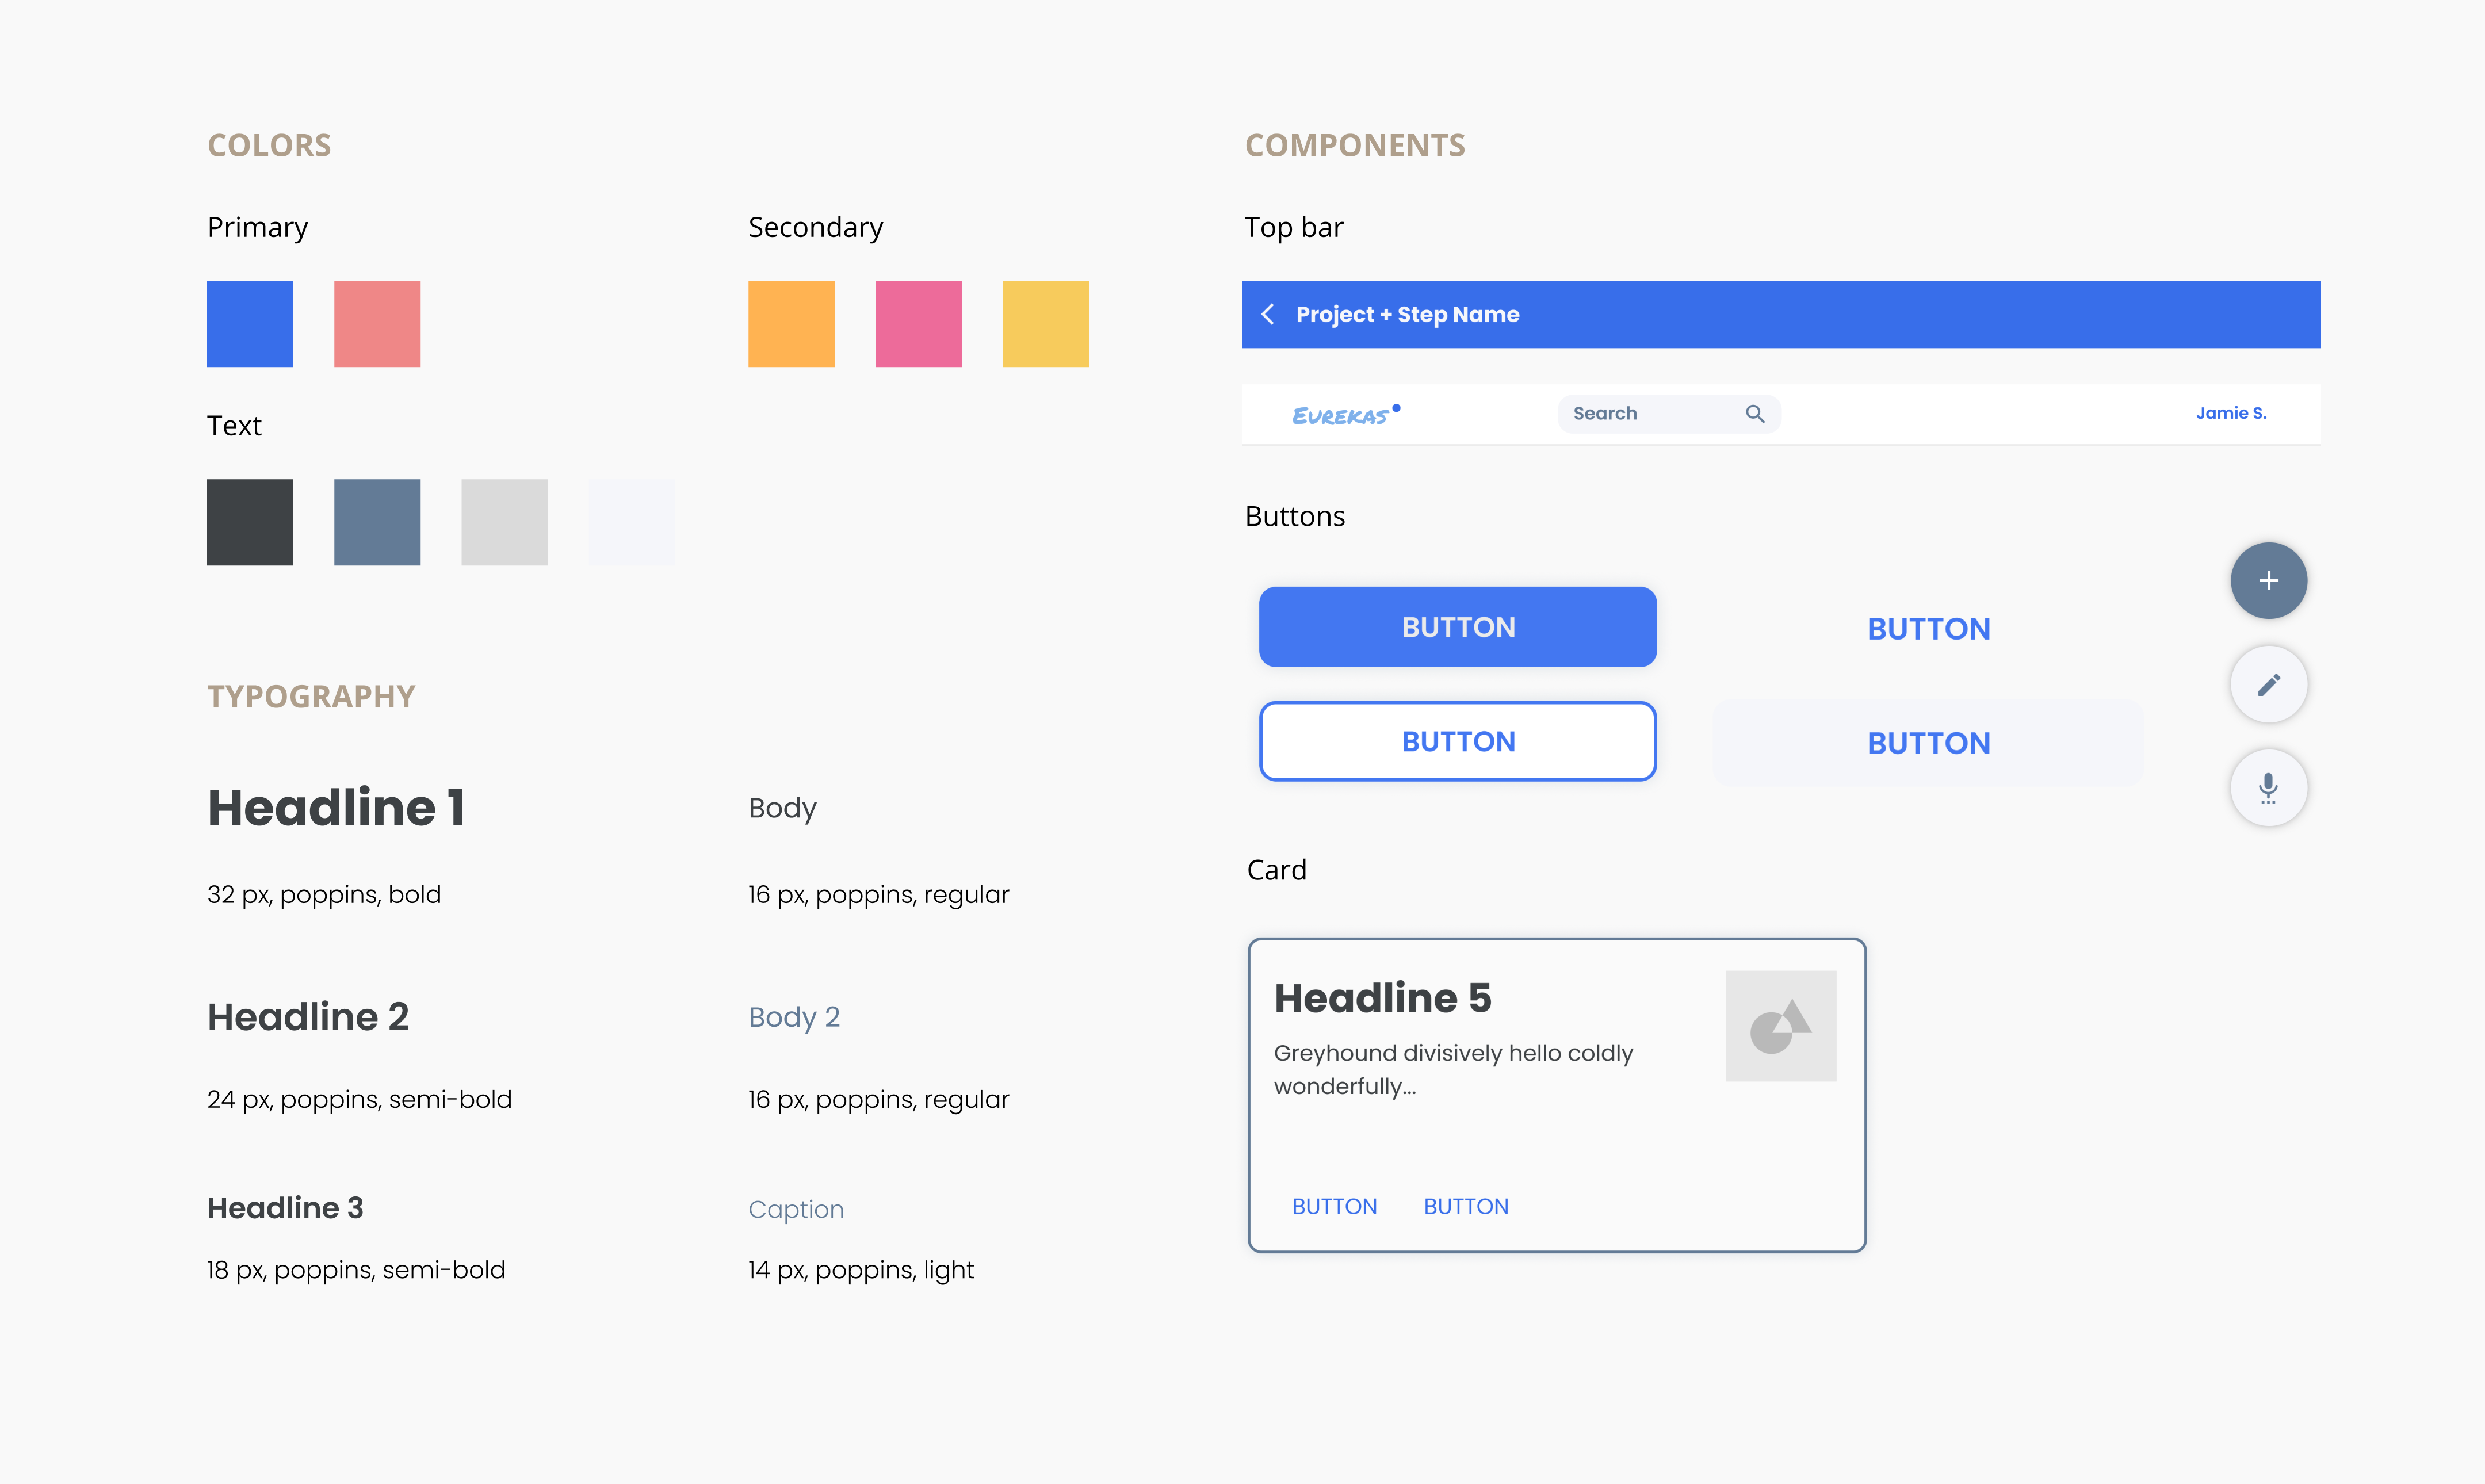 COLORS
Primary
Secondary
Text
TYPOGRAPHY
Headline 1
32 px, poppins, bold
Body
16 px, poppins, regular
Headline 2
24 px, poppins, semi-bold
Body 2
16 px, poppins, regular
Headline 3
18 px, poppins, semi-bold
Caption
14 px, poppins, light
COMPONENTS
Top bar
Project + Step Name
EUREKAS
Search
Jamie S.
Buttons
BUTTON
BUTTON
BUTTON
BUTTON
Card
Headline 5
Greyhound divisively hello coldly
wonderfully...
BUTTON
BUTTON